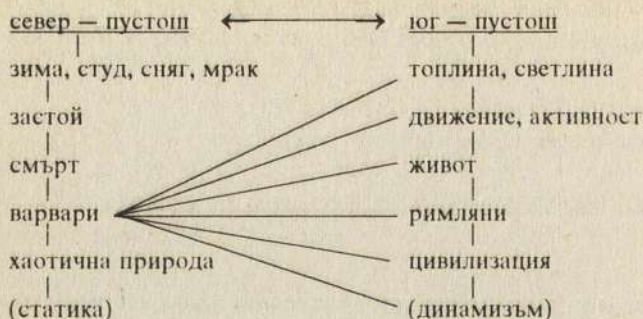 север — пустош ⟷ юг — пустош
зима, студ, сняг, мрак топлина, светлина
застой движение, активност
смърт живот
варвари римляни
хаотична природа цивилизация
(статика) (динамизъм)